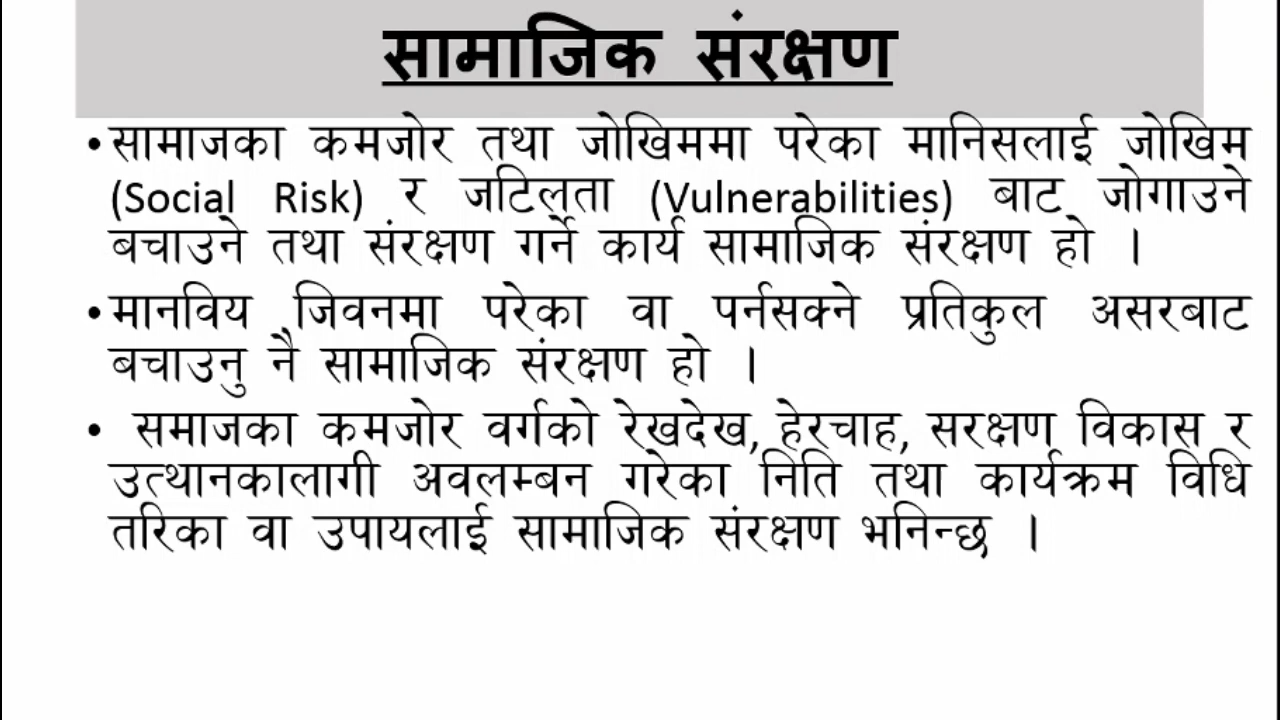 सामाजिक संरक्षण
•सामाजका कमजोर तथा जोखिममा परेका मानिसलाई जोखिम
(Social Risk) र जटिलता (Vulnerabilities) बाट जोगाउने
बचाउने तथा संरक्षण गर्ने कार्य सामाजिक संरक्षण हो ।
•मानविय जिवनमा परेका वा पर्नसक्ने प्रतिकुल असरबाट
बचाउनु नै सामाजिक संरक्षण हो ।
• समाजका कमजोर वर्गको रेखदेख, हेरचाह, सरक्षण विकास र
उत्थानकालागी अवलम्बन गरेका निति तथा कार्यक्रम विधि
तरिका वा उपायलाई सामाजिक संरक्षण भनिन्छ ।